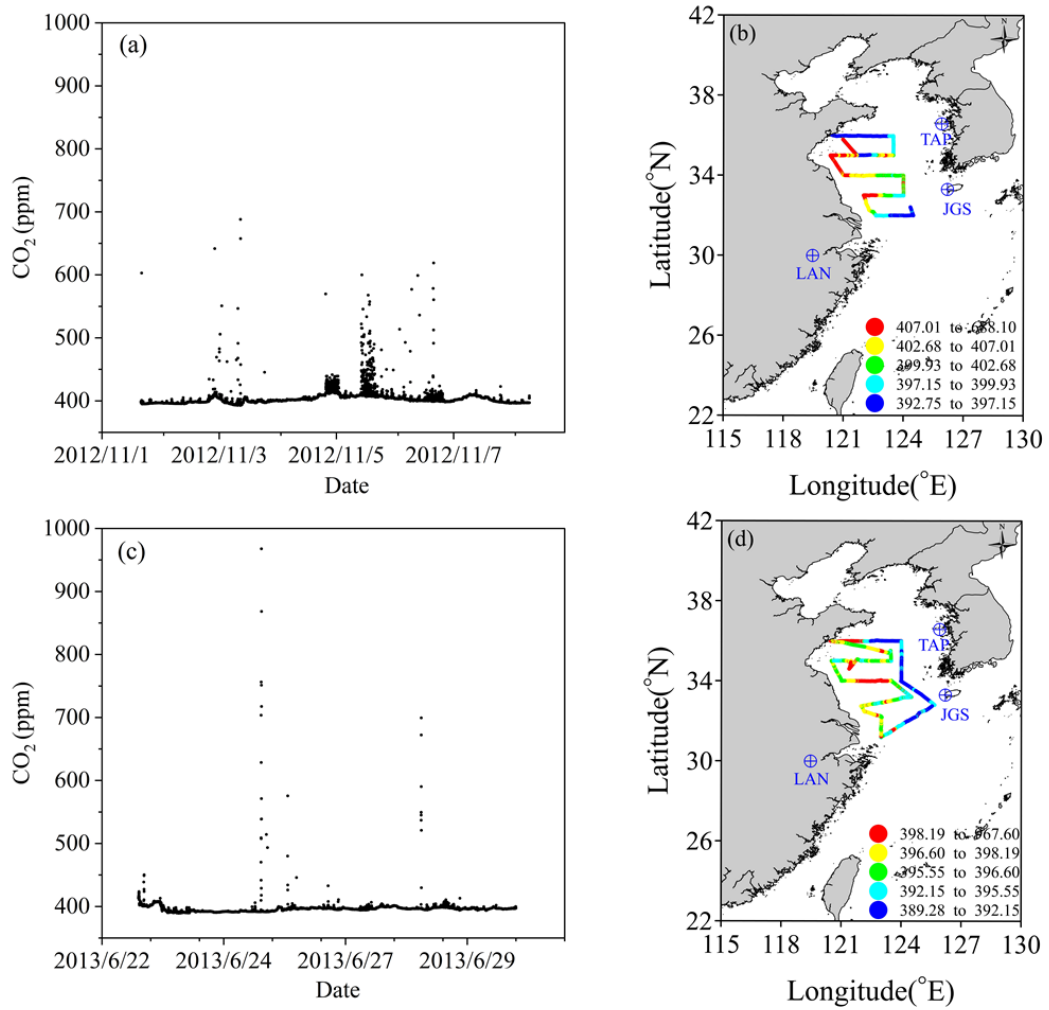 (a)
1000
900
800
700
600
500
400
CO2 (ppm)
2012/11/1 2012/11/3 2012/11/5 2012/11/7
Date
(b)
N
42
38
34
30
26
22
Latitude(°N)
TAP
JGS
LAN
407.01 to 688.10
402.68 to 407.01
399.93 to 402.68
397.15 to 399.93
392.75 to 397.15
115 118 121 124 127 130
Longitude(°E)
(c)
1000
900
800
700
600
500
400
CO2 (ppm)
2013/6/22 2013/6/24 2013/6/27 2013/6/29
Date
(d)
N
42
38
34
30
26
22
Latitude(°N)
TAP
JGS
LAN
398.19 to 967.60
396.60 to 398.19
395.55 to 396.60
392.15 to 395.55
389.28 to 392.15
115 118 121 124 127 130
Longitude(°E)